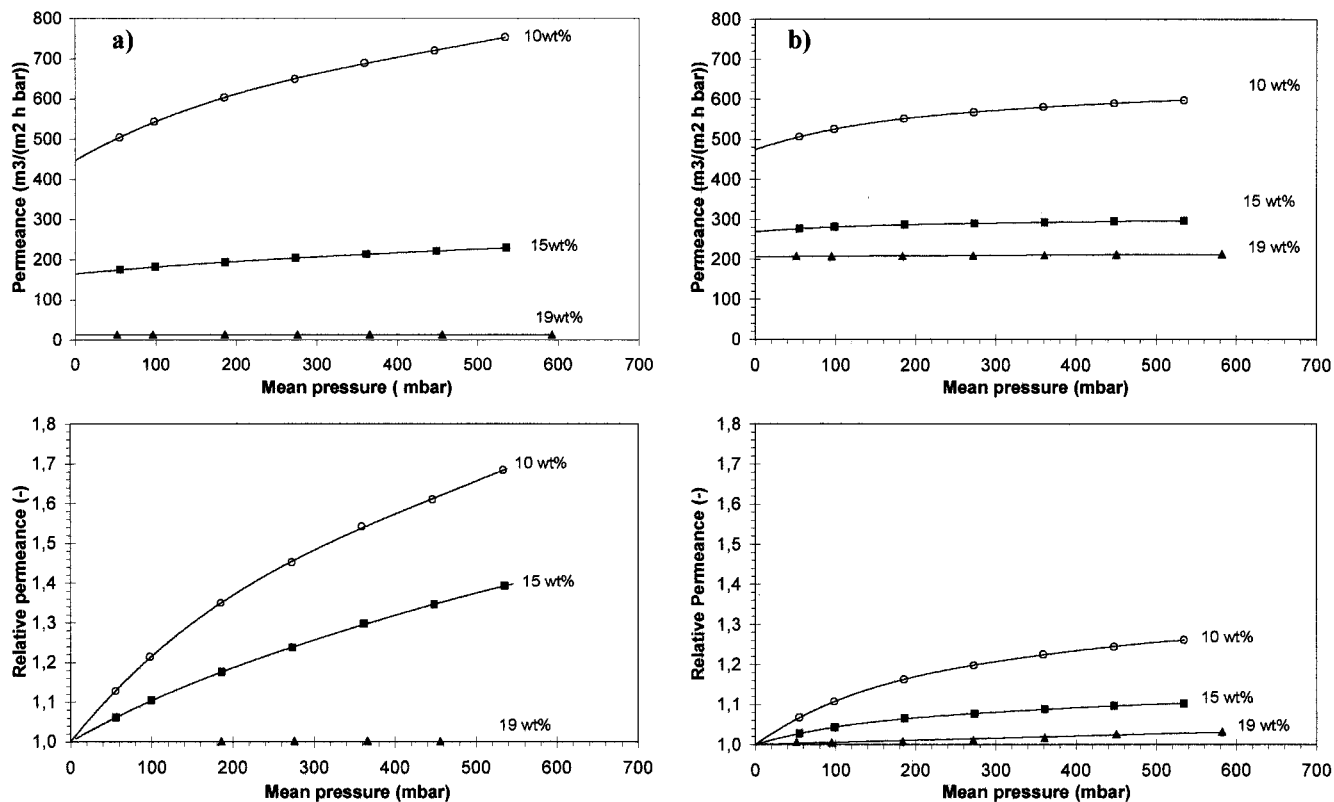 a)
Permeance (m3/(m2 h bar))
800
700
600
500
400
300
200
100
0
10wt%
15wt%
19wt%
0 100 200 300 400 500 600 700
Mean pressure ( mbar)
b)
Permeance (m3/(m2 h bar))
800
700
600
500
400
300
200
100
0
10 wt%
15 wt%
19 wt%
0 100 200 300 400 500 600 700
Mean pressure (mbar)
Relative permeance (-)
1,8
1,7
1,6
1,5
1,4
1,3
1,2
1,1
1,0
10 wt%
15 wt%
19 wt%
0 100 200 300 400 500 600 700
Mean pressure (mbar)
Relative Permeance (-)
1,8
1,7
1,6
1,5
1,4
1,3
1,2
1,1
1,0
10 wt%
15 wt%
19 wt%
0 100 200 300 400 500 600 700
Mean pressure (mbar)